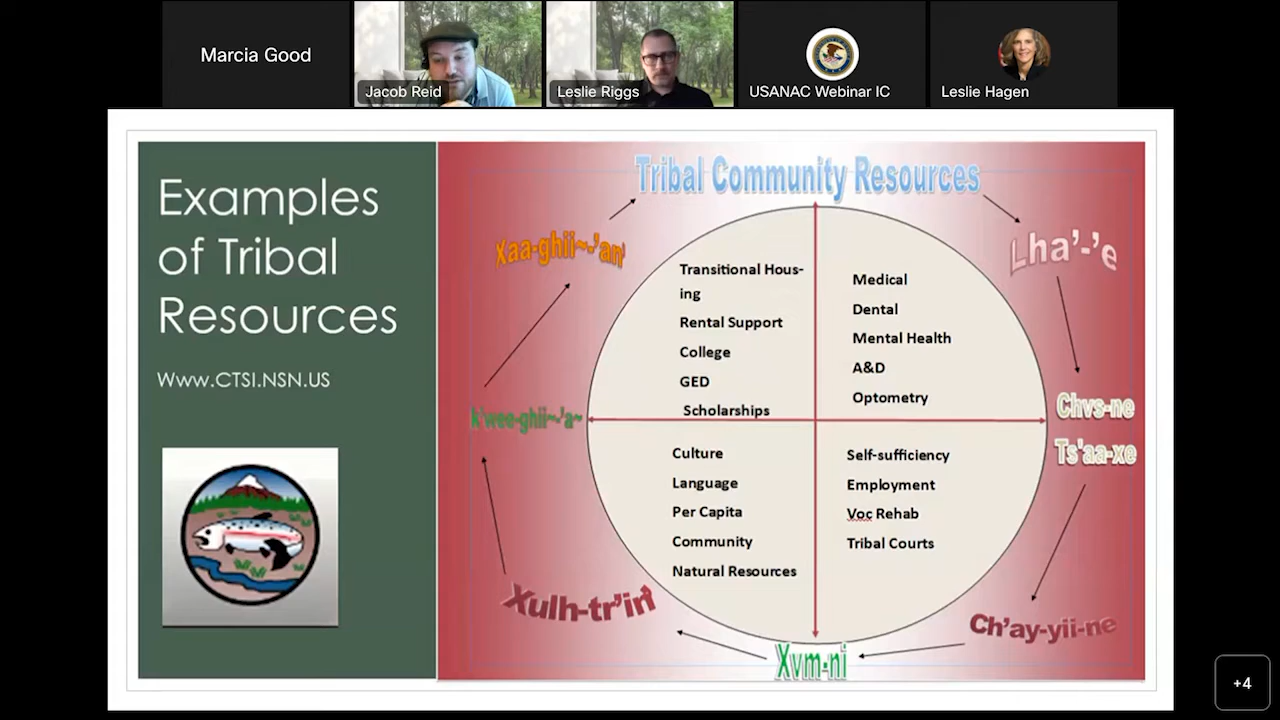 Marcia Good
Jacob Reid
Leslie Riggs
USANAC Webinar IC
Leslie Hagen
Examples
of Tribal
Resources
Www.CTSI.NSN.US
Tribal Community Resources
Xaa-ghii~-'an'
Lha'-'e
Transitional Hous-
ing
Rental Support
College
GED
Scholarships
Medical
Dental
Mental Health
A&D
Optometry
k'wee-ghii~-'a~
Chvs-ne
Ts'aa-xe
Culture
Language
Per Capita
Community
Natural Resources
Self-sufficiency
Employment
Voc Rehab
Tribal Courts
Xulh-tr'in
Ch'ay-yii-ne
Xvm-ni
+4